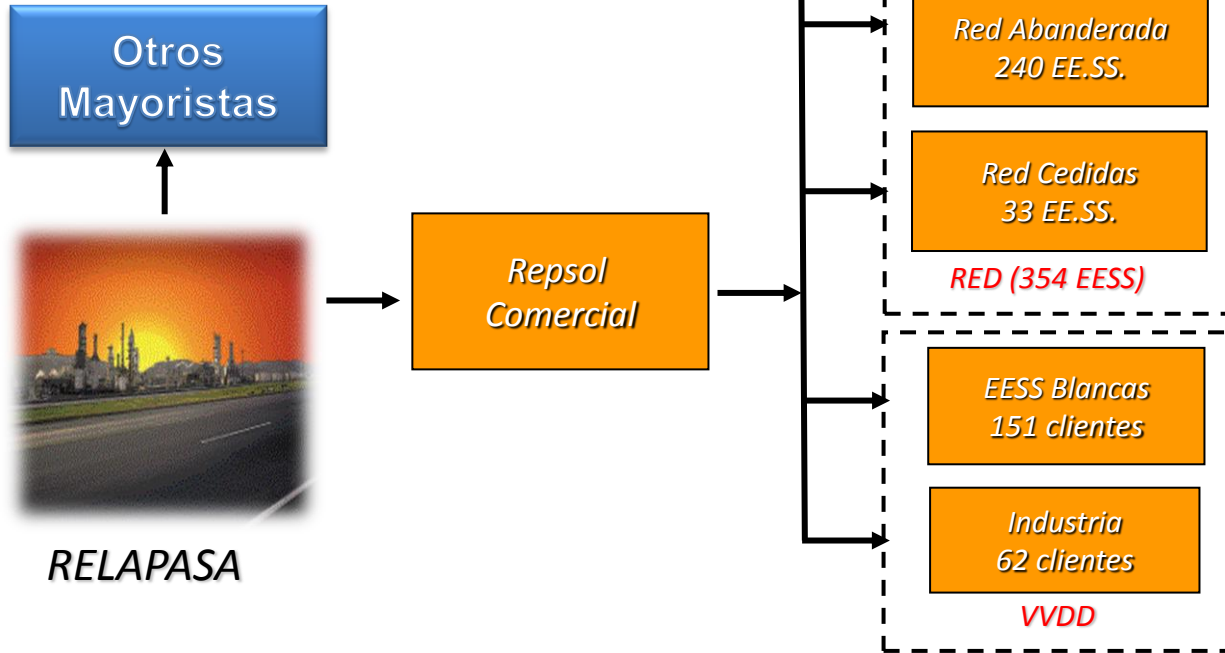 Otros
Mayoristas
RELAPASA
Repsol
Comercial
Red Abanderada
240 EE.SS.
Red Cedidas
33 EE.SS.
RED (354 EESS)
EESS Blancas
151 clientes
Industria
62 clientes
VVDD